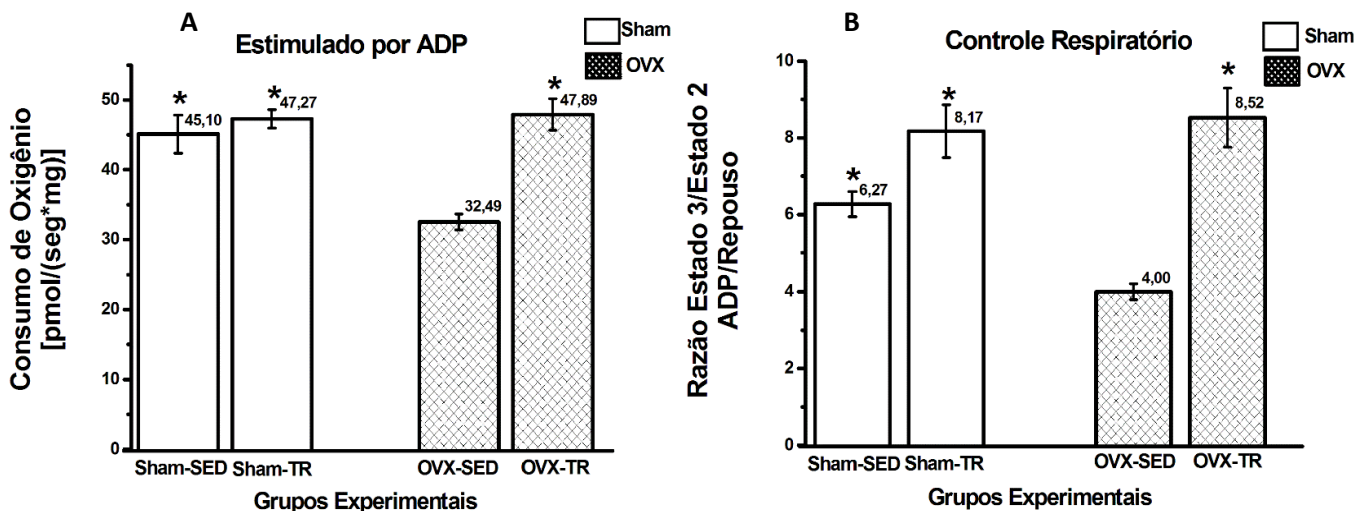 A
Estimulado por ADP
Sham
OVX
Consumo de Oxigênio
[pmol/(seg*mg)]
50
40
30
20
10
0
*
45,10
*
47,27
32,49
*
47,89
Sham-SED
Sham-TR
OVX-SED
OVX-TR
Grupos Experimentais
B
Controle Respiratório
Sham
OVX
Razão Estado 3/Estado 2
ADP/Repouso
10
8
6
4
2
0
*
6,27
*
8,17
4,00
*
8,52
Sham-SED
Sham-TR
OVX-SED
OVX-TR
Grupos Experimentais